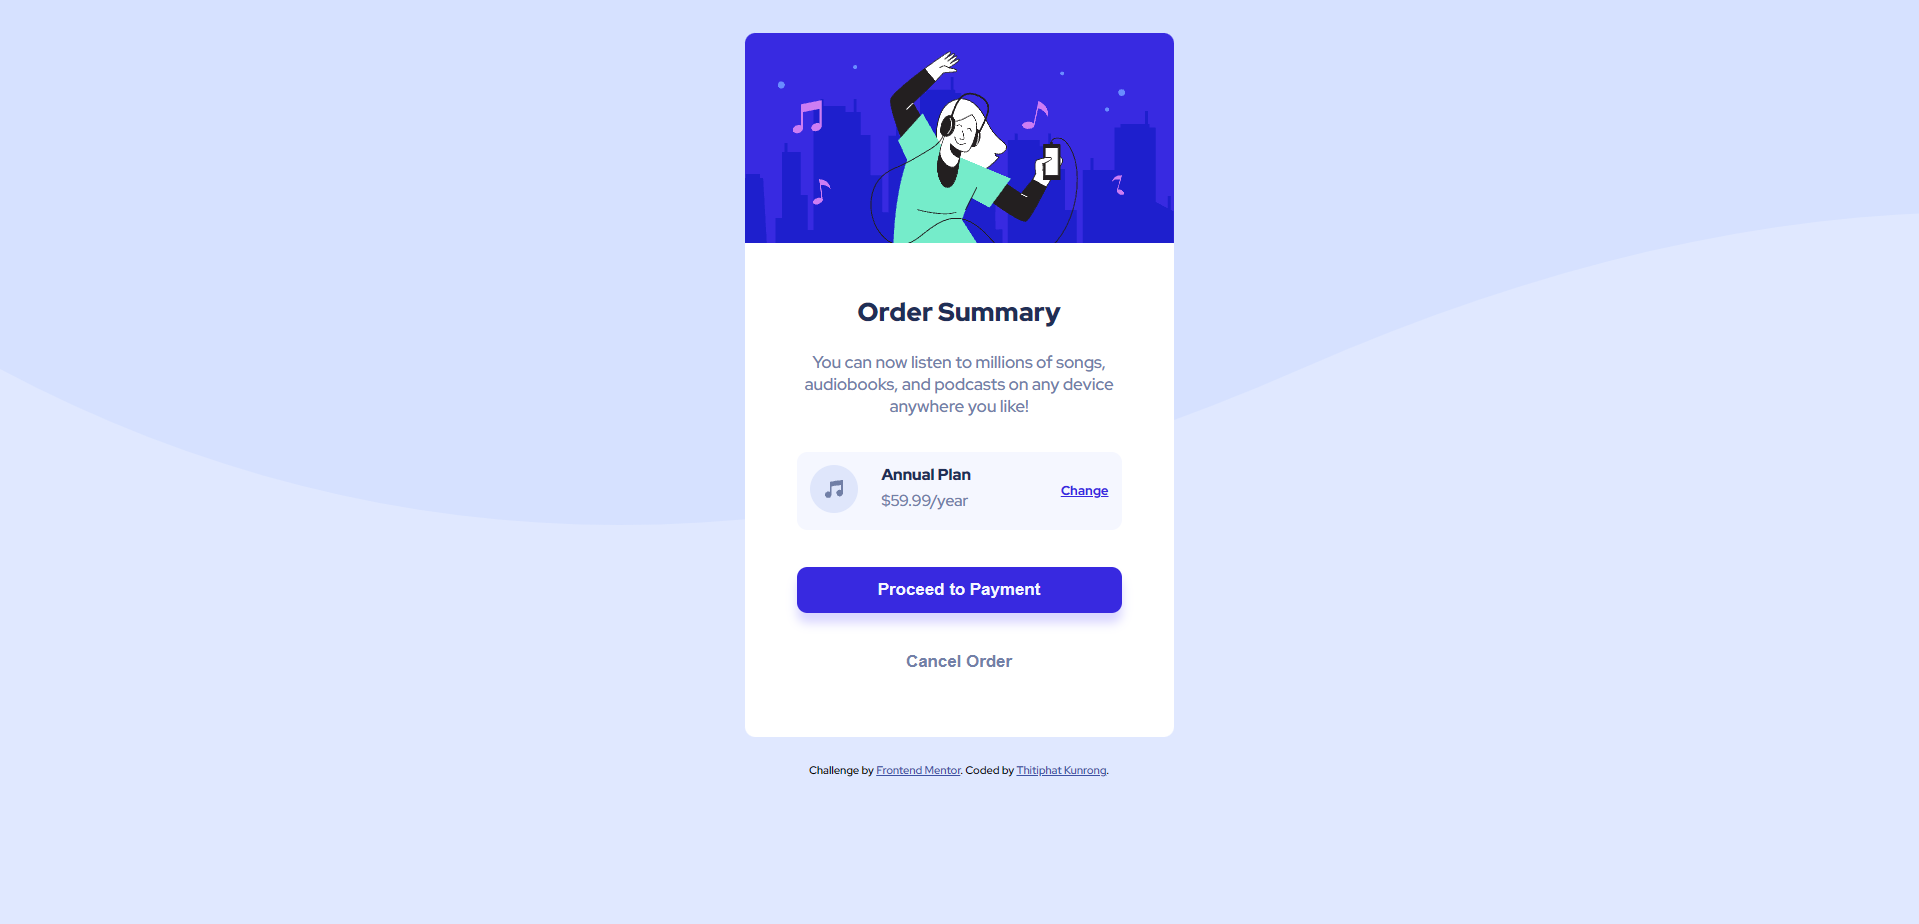 Order Summary
You can now listen to millions of songs,
audiobooks, and podcasts on any device
anywhere you like!
Annual Plan
$59.99/year
Change
Proceed to Payment
Cancel Order
Challenge by Frontend Mentor. Coded by Thitiphat Kunrong.